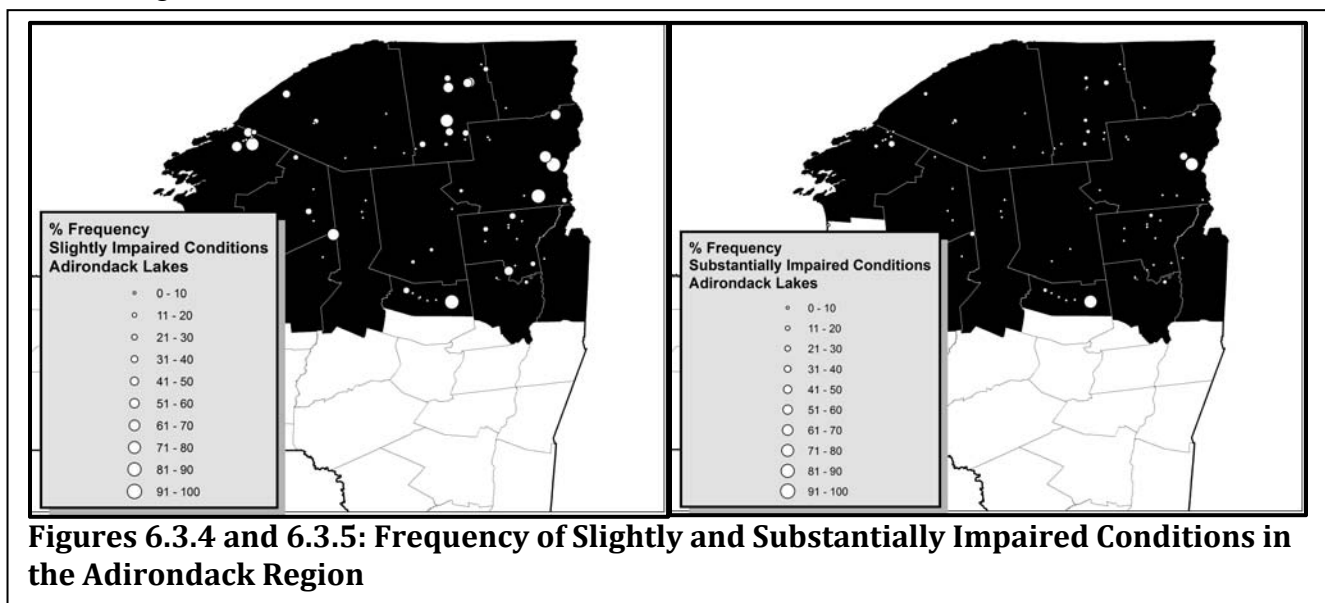 % Frequency
Slightly Impaired Conditions
Adirondack Lakes
0 - 10
11 - 20
21 - 30
31 - 40
41 - 50
51 - 60
61 - 70
71 - 80
81 - 90
91 - 100
% Frequency
Substantially Impaired Conditions
Adirondack Lakes
0 - 10
11 - 20
21 - 30
31 - 40
41 - 50
51 - 60
61 - 70
71 - 80
81 - 90
91 - 100
Figures 6.3.4 and 6.3.5: Frequency of Slightly and Substantially Impaired Conditions in
the Adirondack Region